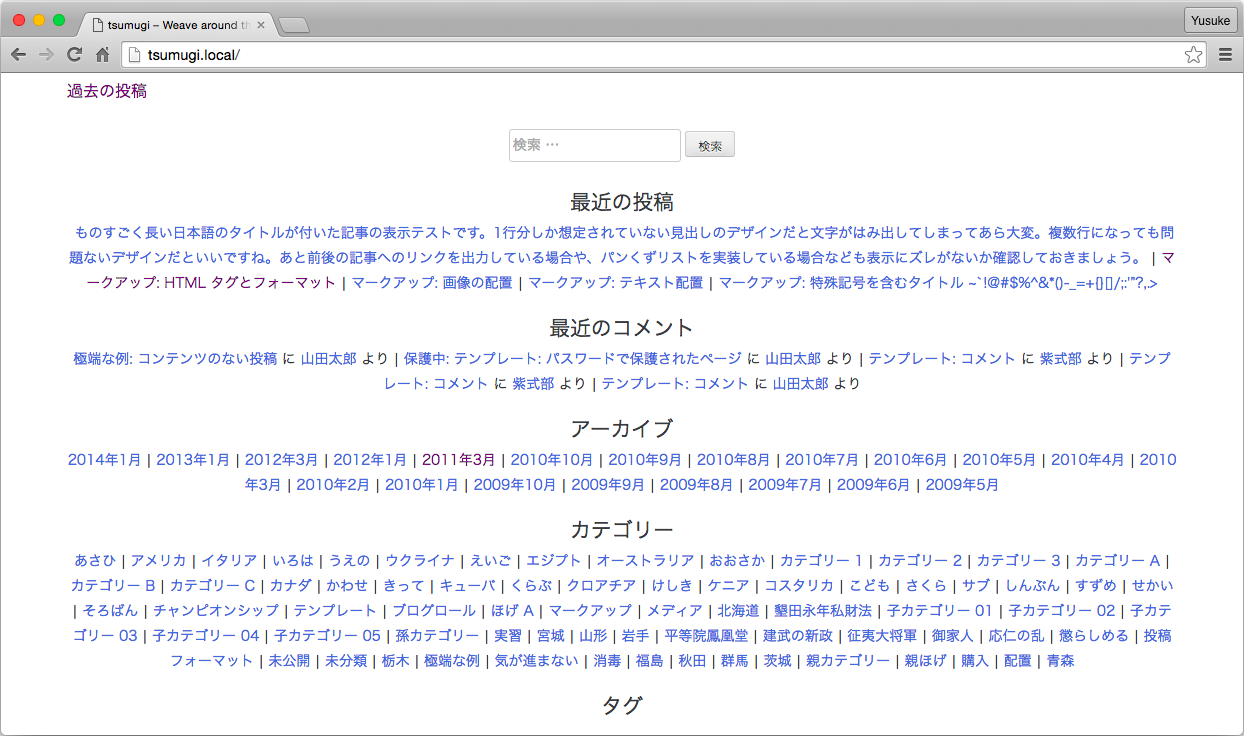 tsumugi – Weave around th
Yusuke
tsumugi.local/
過去の投稿
検索 …
検索
最近の投稿
ものすごく長い日本語のタイトルが付いた記事の表示テストです。1行分しか想定されていない見出しのデザインだと文字がはみ出してしまってあら大変。複数行になっても問
題ないデザインだといいですね。あと前後の記事へのリンクを出力している場合や、パンくずリストを実装している場合なども表示にズレがないか確認しておきましょう。 | マ
ークアップ: HTML タグとフォーマット | マークアップ: 画像の配置 | マークアップ: テキスト配置 | マークアップ: 特殊記号を含むタイトル ~`!@#$%^&*()-_=+{}[]/;:'"?,.>
最近のコメント
極端な例: コンテンツのない投稿 に 山田太郎 より | 保護中: テンプレート: パスワードで保護されたページ に 山田太郎 より | テンプレート: コメント に 紫式部 より | テンプ
レート: コメント に 紫式部 より | テンプレート: コメント に 山田太郎 より
アーカイブ
2014年1月 | 2013年1月 | 2012年3月 | 2012年1月 | 2011年3月 | 2010年10月 | 2010年9月 | 2010年8月 | 2010年7月 | 2010年6月 | 2010年5月 | 2010年4月 | 2010
年3月 | 2010年2月 | 2010年1月 | 2009年10月 | 2009年9月 | 2009年8月 | 2009年7月 | 2009年6月 | 2009年5月
カテゴリー
あさひ | アメリカ | イタリア | いろは | うえの | ウクライナ | えいご | エジプト | オーストラリア | おおさか | カテゴリー 1 | カテゴリー 2 | カテゴリー 3 | カテゴリー A |
カテゴリー B | カテゴリー C | カナダ | かわせ | きって | キューバ | くらぶ | クロアチア | けしき | ケニア | コスタリカ | こども | さくら | サブ | しんぶん | すずめ | せかい
| そろばん | チャンピオンシップ | テンプレート | ブログロール | ほげ A | マークアップ | メディア | 北海道 | 墾田永年私財法 | 子カテゴリー 01 | 子カテゴリー 02 | 子カテ
ゴリー 03 | 子カテゴリー 04 | 子カテゴリー 05 | 孫カテゴリー | 実習 | 宮城 | 山形 | 岩手 | 平等院鳳凰堂 | 建武の新政 | 征夷大将軍 | 御家人 | 応仁の乱 | 懲らしめる | 投稿
フォーマット | 未公開 | 未分類 | 栃木 | 極端な例 | 気が進まない | 消毒 | 福島 | 秋田 | 群馬 | 茨城 | 親カテゴリー | 親ほげ | 購入 | 配置 | 青森
タグ